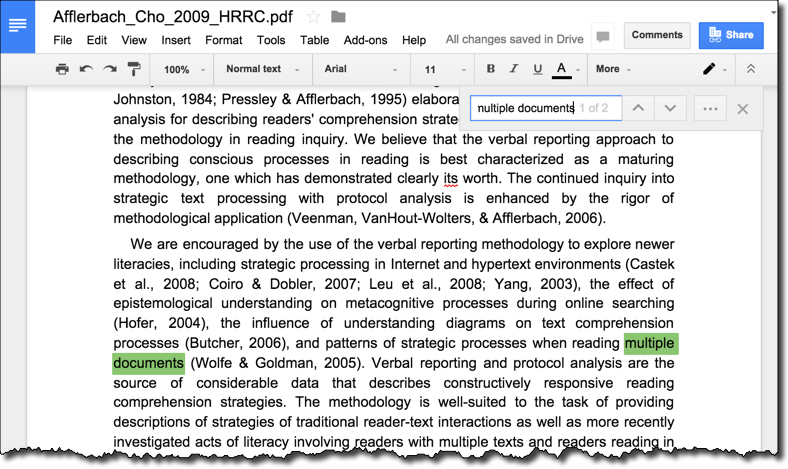 Afflerbach_Cho_2009_HRRC.pdf
File Edit View Insert Format Tools Table Add-ons Help All changes saved in Drive
Comments
Share
100% Normal text Arial 11 B I U A More
multiple documents 1 of 2
Johnston, 1984; Pressley & Afflerbach, 1995) elabora
analysis for describing readers' comprehension strate
the methodology in reading inquiry. We believe that the verbal reporting approach to
describing conscious processes in reading is best characterized as a maturing
methodology, one which has demonstrated clearly its worth. The continued inquiry into
strategic text processing with protocol analysis is enhanced by the rigor of
methodological application (Veenman, VanHout-Wolters, & Afflerbach, 2006).
We are encouraged by the use of the verbal reporting methodology to explore newer
literacies, including strategic processing in Internet and hypertext environments (Castek
et al., 2008; Coiro & Dobler, 2007; Leu et al., 2008; Yang, 2003), the effect of
epistemological understanding on metacognitive processes during online searching
(Hofer, 2004), the influence of understanding diagrams on text comprehension
processes (Butcher, 2006), and patterns of strategic processes when reading multiple
documents (Wolfe & Goldman, 2005). Verbal reporting and protocol analysis are the
source of considerable data that describes constructively responsive reading
comprehension strategies. The methodology is well-suited to the task of providing
descriptions of strategies of traditional reader-text interactions as well as more recently
investigated acts of literacy involving readers with multiple texts and readers reading in